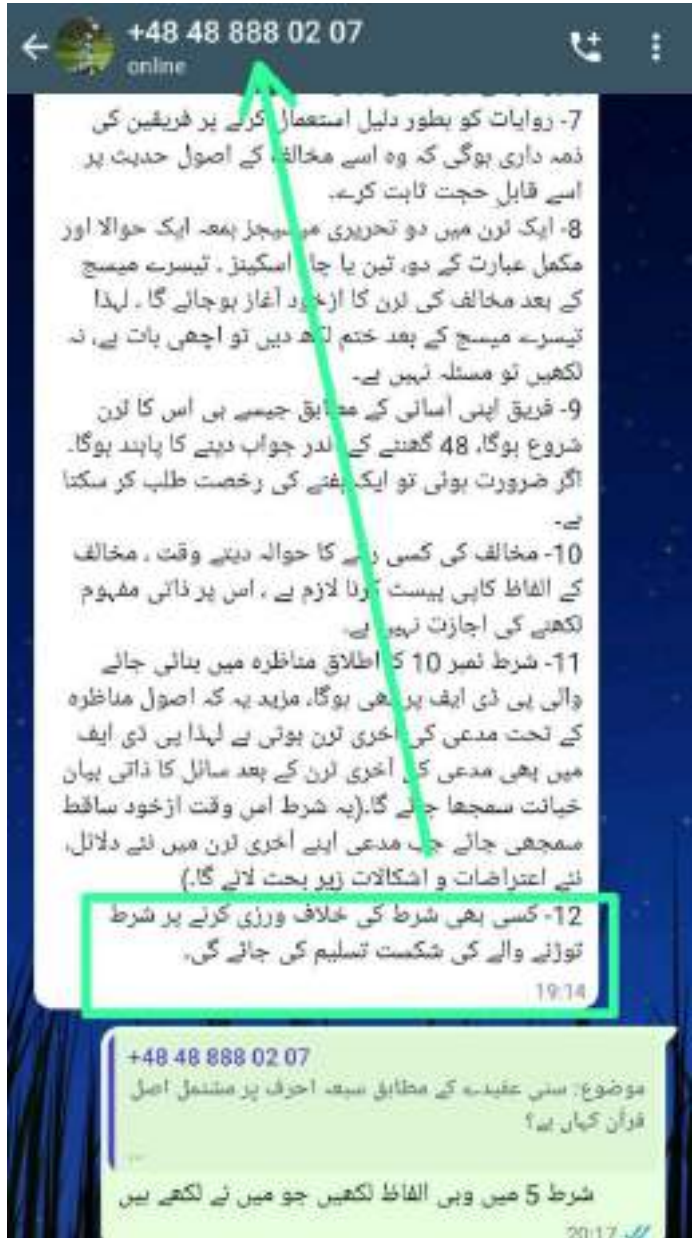 +48 48 888 02 07
online
7- روایات کو بطور دلیل استعمال کرنے پر فریقین کی
ذمہ داری ہوگی کہ وہ اسے مخالف کے اصول حدیث پر
اسے قابلِ حجت ثابت کرے۔
8- ایک ٹرن میں دو تحریری میسیجز بمعہ ایک حوالا اور
مکمل عبارت کے دو، تین یا چار اسکینز ۔ تیسرے میسج
کے بعد مخالف کی ٹرن کا ازخود آغاز ہوجائے گا ۔ لہذا
تیسرے میسج کے بعد ختم لکھ دیں تو اچھی بات ہے، نہ
لکھیں تو مسئلہ نہیں ہے۔
9- فریق اپنی آسانی کے مطابق جیسے ہی اس کا ٹرن
شروع ہوگا، 48 گھنٹے کے اندر جواب دینے کا پابند ہوگا۔
اگر ضرورت ہوئی تو ایک ہفتے کی رخصت طلب کر سکتا
ہے۔
10- مخالف کی کسی رائے کا حوالہ دیتے وقت ، مخالف
کے الفاظ کاپی پیسٹ کرنا لازم ہے ، اس پر ذاتی مفہوم
لکھنے کی اجازت نہیں ہے۔
11- شرط نمبر 10 کا اطلاق مناظرہ میں بنائی جانے
والی پی ڈی ایف پر بھی ہوگا، مزید یہ کہ اصول مناظرہ
کے تحت مدعی کی آخری ٹرن ہوتی ہے لہذا پی ڈی ایف
میں بھی مدعی کی آخری ٹرن کے بعد سائل کا ذاتی بیان
خیانت سمجھا جائے گا۔(یہ شرط اس وقت ازخود ساقط
سمجھی جائے جب مدعی اپنے آخری ٹرن میں نئے دلائل،
نئے اعتراضات و اشکالات زیر بحث لائے گا۔)
12- کسی بھی شرط کی خلاف ورزی کرنے پر شرط
توڑنے والے کی شکست تسلیم کی جائے گی۔
19:14
+48 48 888 02 07
موضوع: سنی عقیدے کے مطابق سبعہ احرف پر مشتمل اصل
قرآن کہاں ہے؟
...
شرط 5 میں وہی الفاظ لکھیں جو میں نے لکھے ہیں
20:17